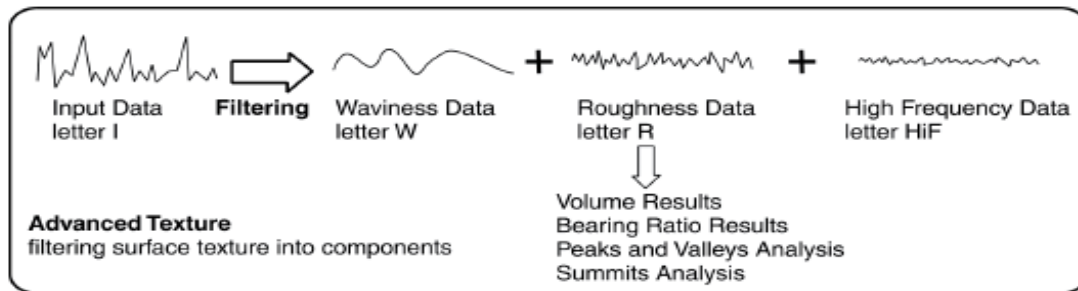 +
+
Input Data
letter I
Filtering
Waviness Data
letter W
Roughness Data
letter R
High Frequency Data
letter HiF
Advanced Texture
filtering surface texture into components
Volume Results
Bearing Ratio Results
Peaks and Valleys Analysis
Summits Analysis